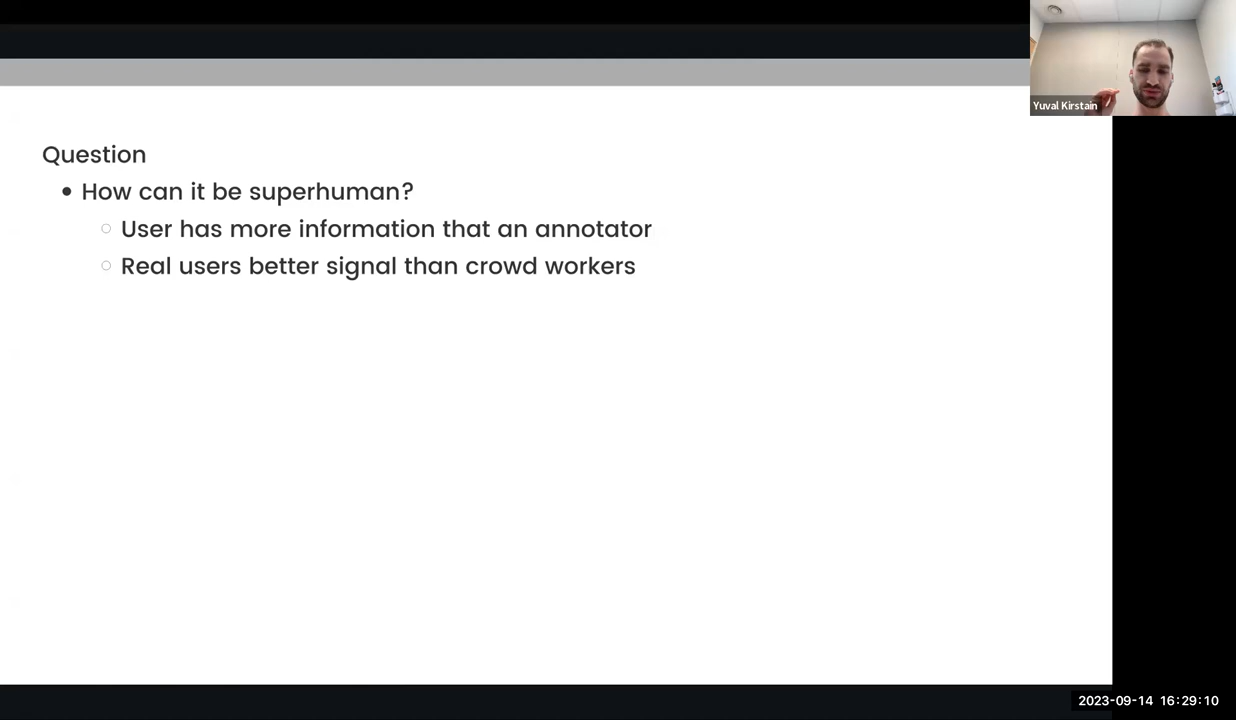 Yuval Kirstain
Question
• How can it be superhuman?
○ User has more information that an annotator
○ Real users better signal than crowd workers
2023-09-14 16:29:10